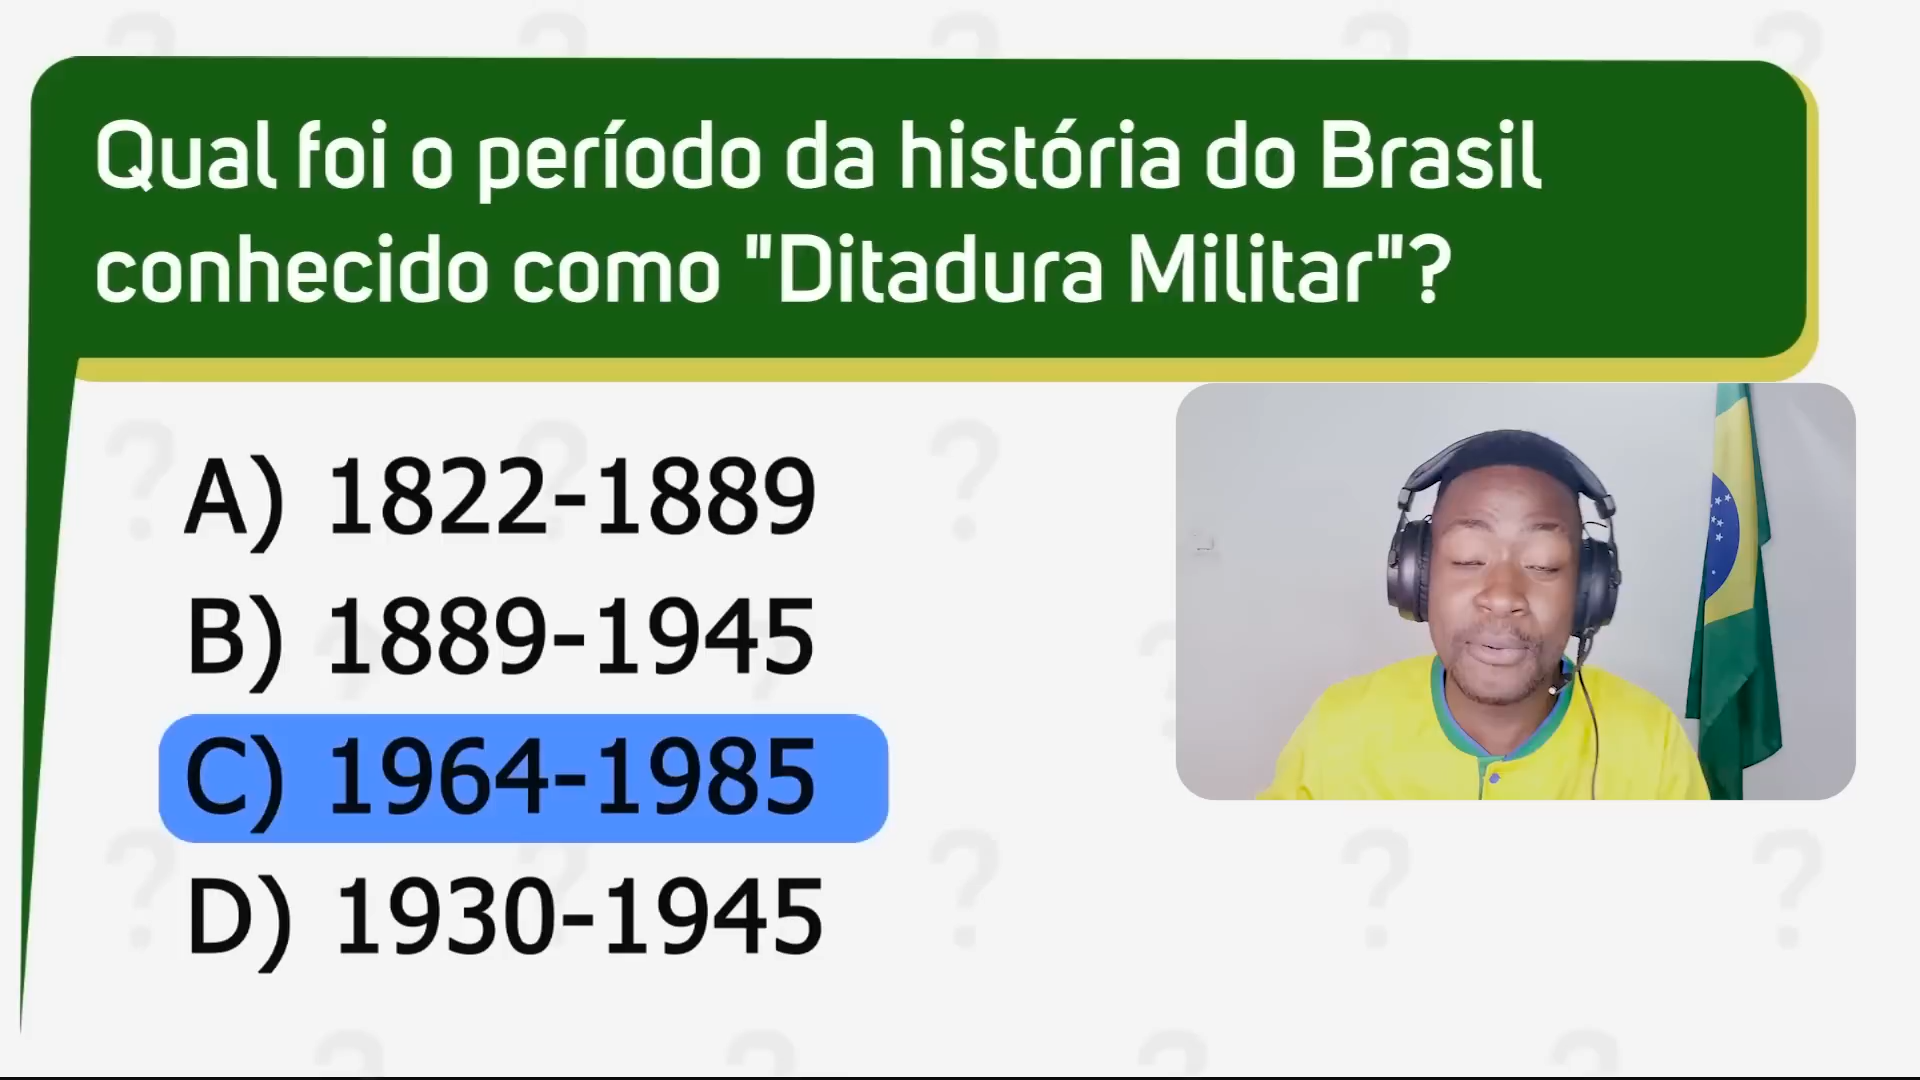 Qual foi o período da história do Brasil
conhecido como "Ditadura Militar"?
A) 1822-1889
B) 1889-1945
C) 1964-1985
D) 1930-1945